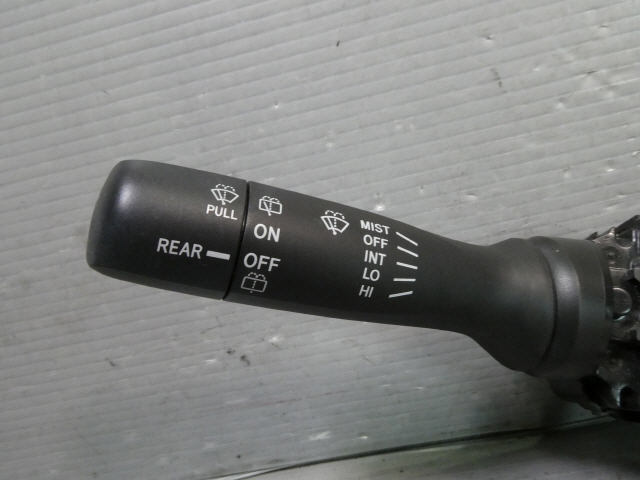 PULL
REAR
ON
OFF
MIST
OFF
INT
LO
HI